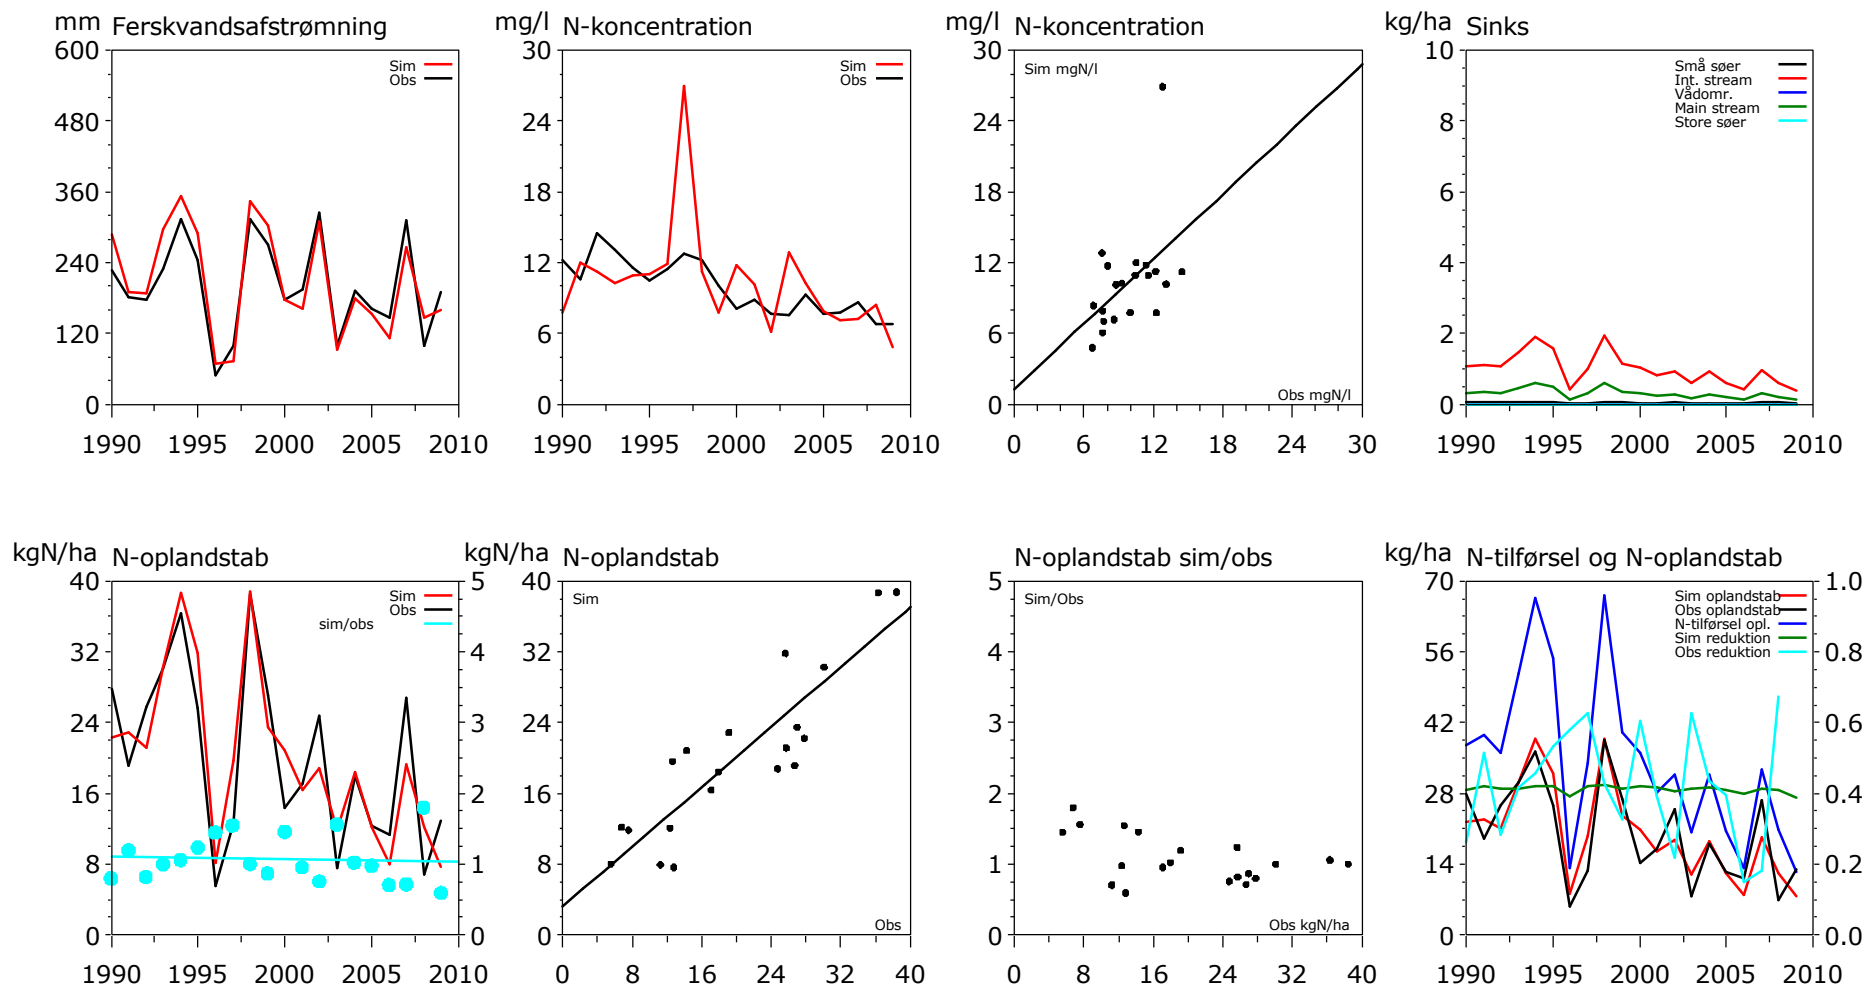 mm Ferskvandsafstrømning
600
480
360
240
120
0
1990 1995 2000 2005 2010
Sim
Obs
mg/l N-koncentration
30
24
18
12
6
0
1990 1995 2000 2005 2010
Sim
Obs
mg/l N-koncentration
30
24
18
12
6
0
0 6 12 18 24 30
Sim mgN/l
Obs mgN/l
kg/ha Sinks
10
8
6
4
2
0
1990 1995 2000 2005 2010
Små søer
Int. stream
Vådomr.
Main stream
Store søer
kgN/ha N-oplandstab
40
32
24
16
8
0
5
4
3
2
1
0
1990 1995 2000 2005 2010
Sim
Obs
sim/obs
kgN/ha N-oplandstab
40
32
24
16
8
0
0 8 16 24 32 40
Sim
Obs
N-oplandstab sim/obs
5
4
3
2
1
0
0 8 16 24 32 40
Sim/Obs
Obs kgN/ha
kg/ha N-tilførsel og N-oplandstab
70
56
42
28
14
0
1.0
0.8
0.6
0.4
0.2
0.0
1990 1995 2000 2005 2010
Sim oplandstab
Obs oplandstab
N-tilførsel opl.
Sim reduktion
Obs reduktion